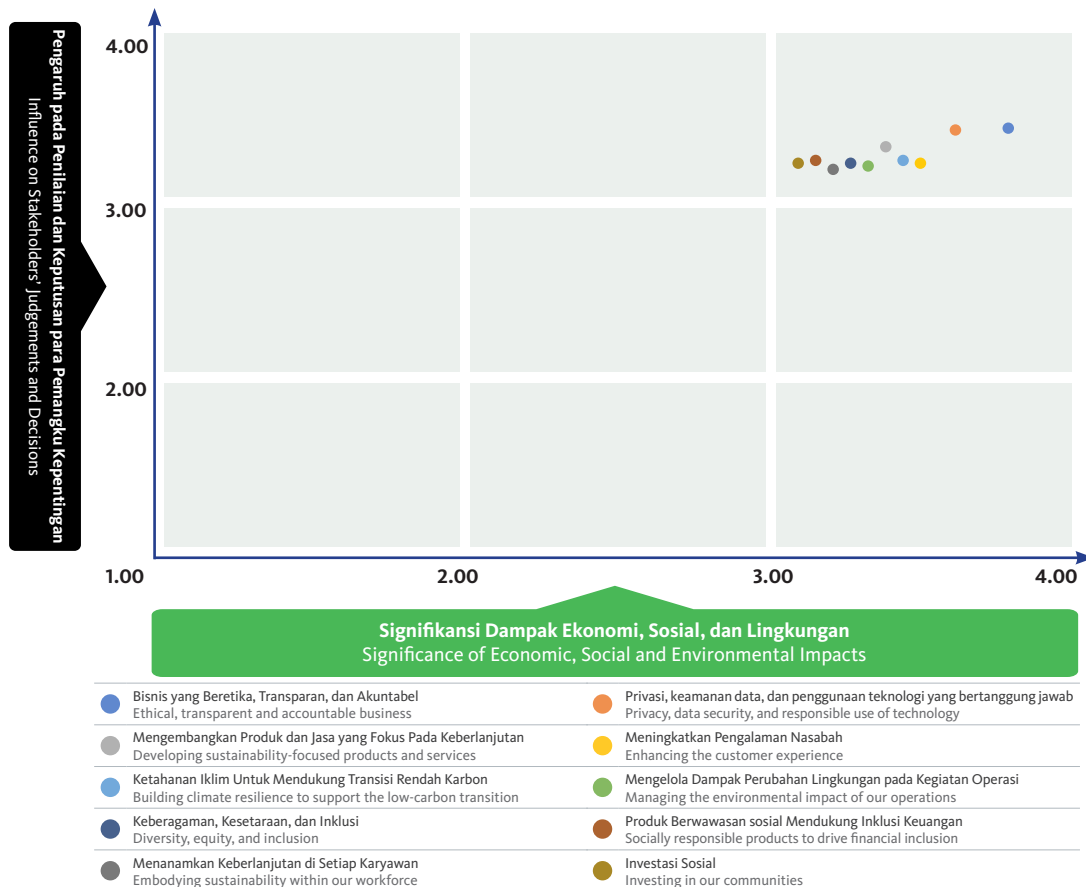 Pengaruh pada Penilaian dan Keputusan para Pemangku Kepentingan
Influence on Stakeholders' Judgements and Decisions
4.00
3.00
2.00
1.00
2.00
3.00
4.00
Signifikansi Dampak Ekonomi, Sosial, dan Lingkungan
Significance of Economic, Social and Environmental Impacts
Bisnis yang Beretika, Transparan, dan Akuntabel
Ethical, transparent and accountable business
Privasi, keamanan data, dan penggunaan teknologi yang bertanggung jawab
Privacy, data security, and responsible use of technology
Mengembangkan Produk dan Jasa yang Fokus Pada Keberlanjutan
Developing sustainability-focused products and services
Meningkatkan Pengalaman Nasabah
Enhancing the customer experience
Ketahanan Iklim Untuk Mendukung Transisi Rendah Karbon
Building climate resilience to support the low-carbon transition
Mengelola Dampak Perubahan Lingkungan pada Kegiatan Operasi
Managing the environmental impact of our operations
Keberagaman, Kesetaraan, dan Inklusi
Diversity, equity, and inclusion
Produk Berwawasan sosial Mendukung Inklusi Keuangan
Socially responsible products to drive financial inclusion
Menanamkan Keberlanjutan di Setiap Karyawan
Embodying sustainability within our workforce
Investasi Sosial
Investing in our communities